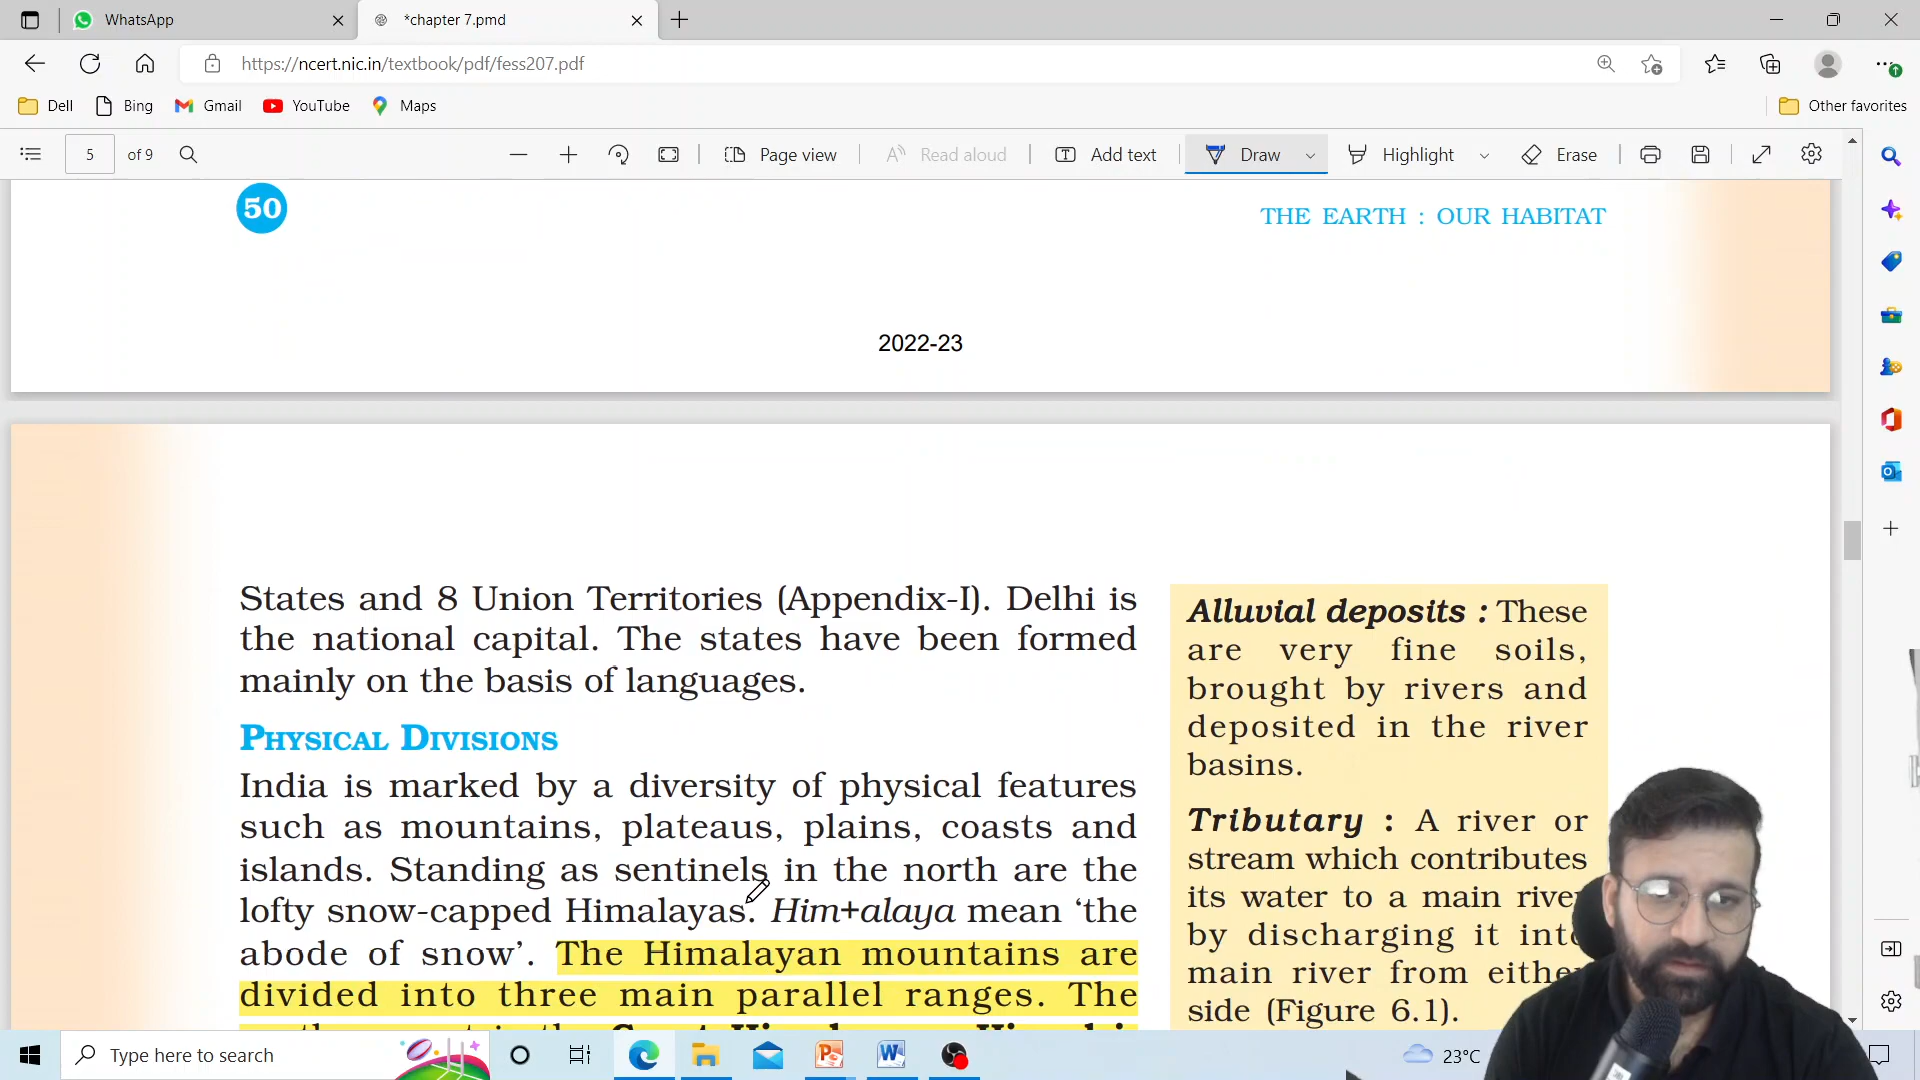 WhatsApp
*chapter 7.pmd
https://ncert.nic.in/textbook/pdf/fess207.pdf
Dell
Bing
Gmail
YouTube
Maps
Other favorites
5
of 9
Page view
Read aloud
Add text
Draw
Highlight
Erase
50
THE EARTH : OUR HABITAT
2022-23
States and 8 Union Territories (Appendix-I). Delhi is
the national capital. The states have been formed
mainly on the basis of languages.
PHYSICAL DIVISIONS
India is marked by a diversity of physical features
such as mountains, plateaus, plains, coasts and
islands. Standing as sentinels in the north are the
lofty snow-capped Himalayas. Him+alaya mean ‘the
abode of snow’. The Himalayan mountains are
divided into three main parallel ranges. The
Alluvial deposits : These
are very fine soils,
brought by rivers and
deposited in the river
basins.
Tributary : A river or
stream which contributes
its water to a main river
by discharging it into
main river from either
side (Figure 6.1).
Type here to search
23°C